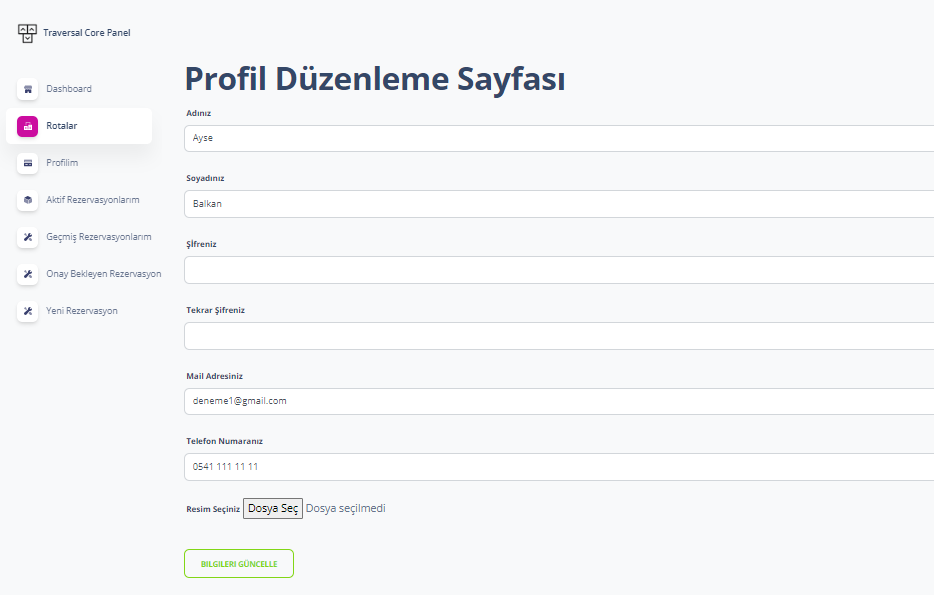 Traversal Core Panel
Dashboard
Rotalar
Profilim
Aktif Rezervasyonlarım
Geçmiş Rezervasyonlarım
Onay Bekleyen Rezervasyon
Yeni Rezervasyon
Profil Düzenleme Sayfası
Adınız
Ayse
Soyadınız
Balkan
Şİfreniz
Tekrar Şifreniz
Mail Adresiniz
deneme1@gmail.com
Telefon Numaranız
0541 111 11 11
Resim Seçiniz Dosya Seç Dosya seçilmedi
BILGILERI GÜNCELLE